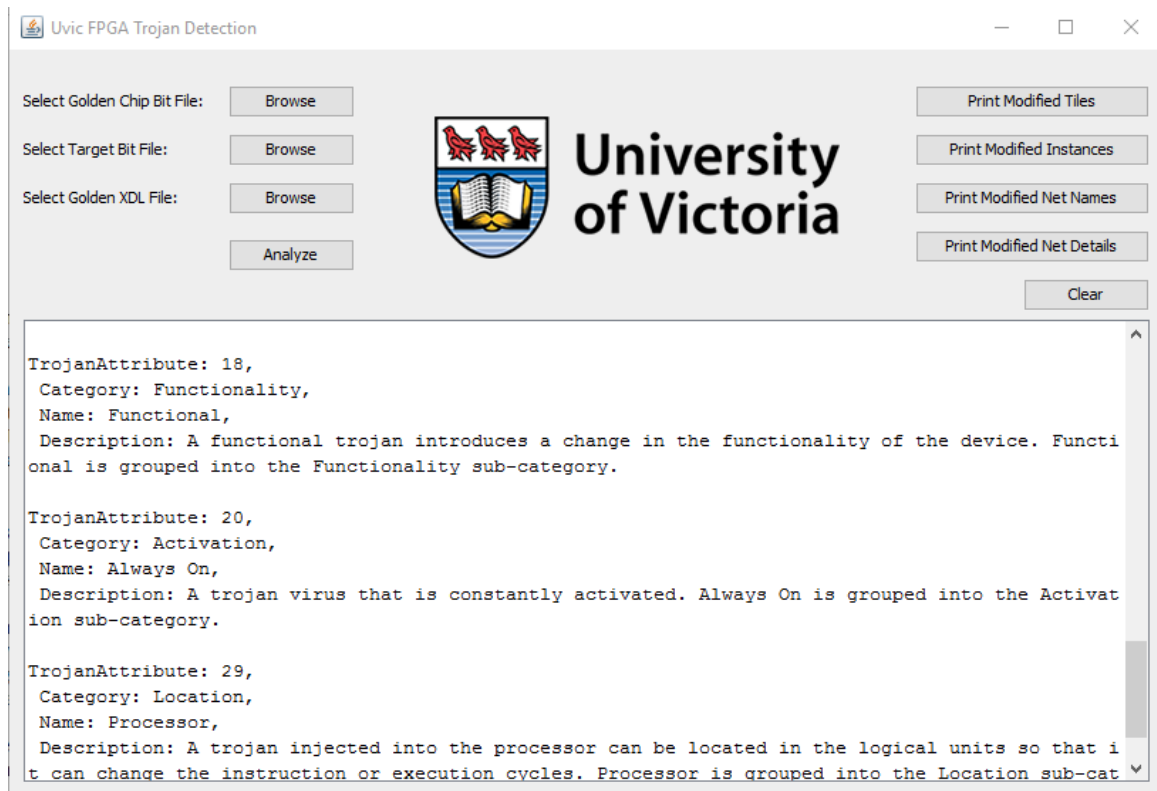 Uvic FPGA Trojan Detection
Select Golden Chip Bit File:
Browse
Print Modified Tiles
Select Target Bit File:
Browse
Print Modified Instances
Select Golden XDL File:
Browse
Print Modified Net Names
University
of Victoria
Analyze
Print Modified Net Details
Clear
TrojanAttribute: 18,
Category: Functionality,
Name: Functional,
Description: A functional trojan introduces a change in the functionality of the device. Functi
onal is grouped into the Functionality sub-category.
TrojanAttribute: 20,
Category: Activation,
Name: Always On,
Description: A trojan virus that is constantly activated. Always On is grouped into the Activat
ion sub-category.
TrojanAttribute: 29,
Category: Location,
Name: Processor,
Description: A trojan injected into the processor can be located in the logical units so that i
t can change the instruction or execution cycles. Processor is grouped into the Location sub-cat